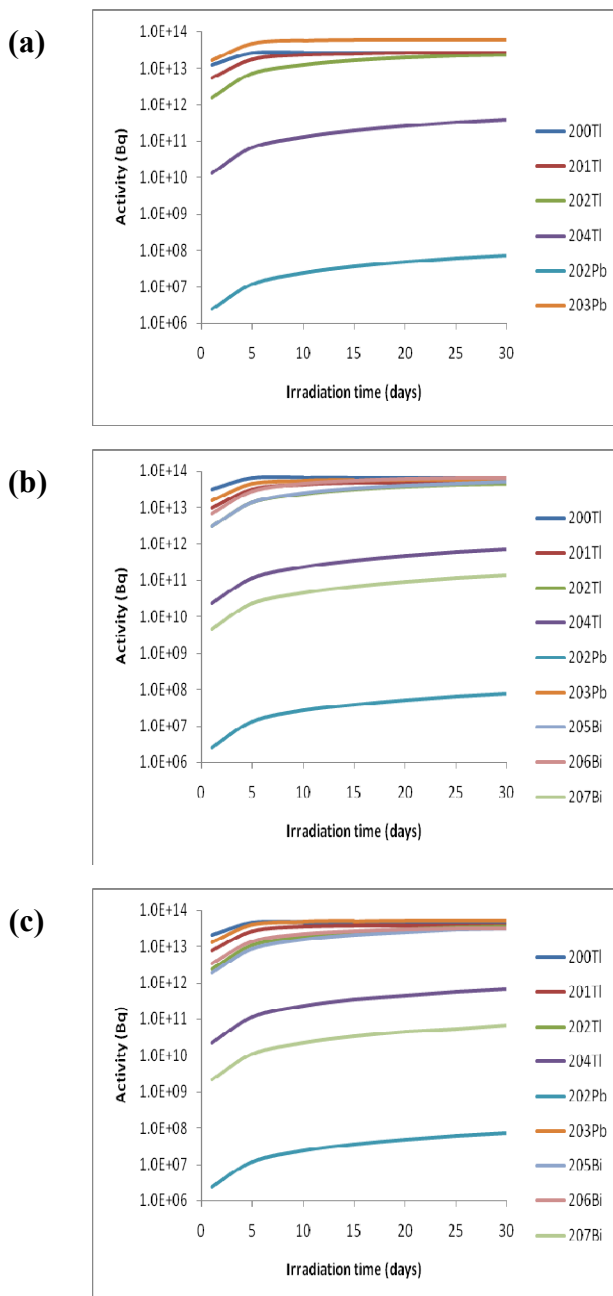 (a)
1.0E+14
1.0E+13
1.0E+12
1.0E+11
1.0E+10
1.0E+09
1.0E+08
1.0E+07
1.0E+06
Activity (Bq)
0 5 10 15 20 25 30
Irradiation time (days)
200Tl
201Tl
202Tl
204Tl
202Pb
203Pb
(b)
1.0E+14
1.0E+13
1.0E+12
1.0E+11
1.0E+10
1.0E+09
1.0E+08
1.0E+07
1.0E+06
Activity (Bq)
0 5 10 15 20 25 30
Irradiation time (days)
200Tl
201Tl
202Tl
204Tl
202Pb
203Pb
205Bi
206Bi
207Bi
(c)
1.0E+14
1.0E+13
1.0E+12
1.0E+11
1.0E+10
1.0E+09
1.0E+08
1.0E+07
1.0E+06
Activity (Bq)
0 5 10 15 20 25 30
Irradiation time (days)
200Tl
201Tl
202Tl
204Tl
202Pb
203Pb
205Bi
206Bi
207Bi